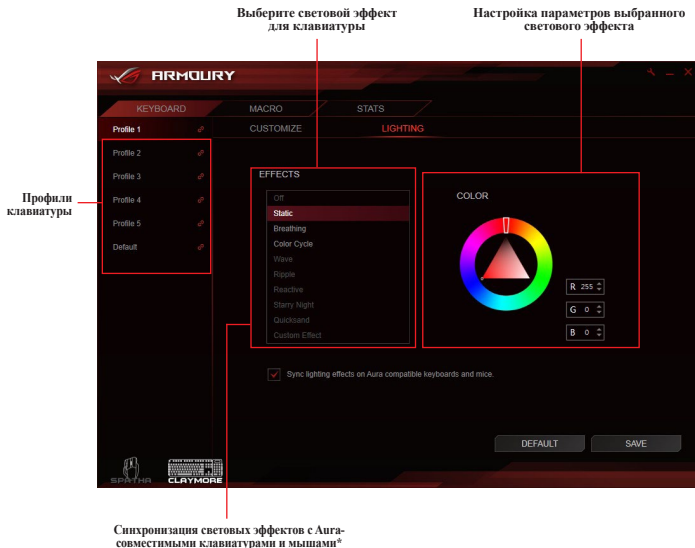 Выберите световой эффект
для клавиатуры
Настройка параметров выбранного
светового эффекта
ARMOURY
KEYBOARD MACRO STATS
Profile 1 CUSTOMIZE LIGHTING
Profile 2
Profile 3
Profile 4
Profile 5
Default
Профили
клавиатуры
EFFECTS
Off
Static
Breathing
Color Cycle
Wave
Ripple
Reactive
Starry Night
Quicksand
Custom Effect
COLOR
R 255
G 0
B 0
Sync lighting effects on Aura compatible keyboards and mice.
DEFAULT SAVE
SPATHA CLAYMORE
Синхронизация световых эффектов с Aura-
совместимыми клавиатурами и мышами*